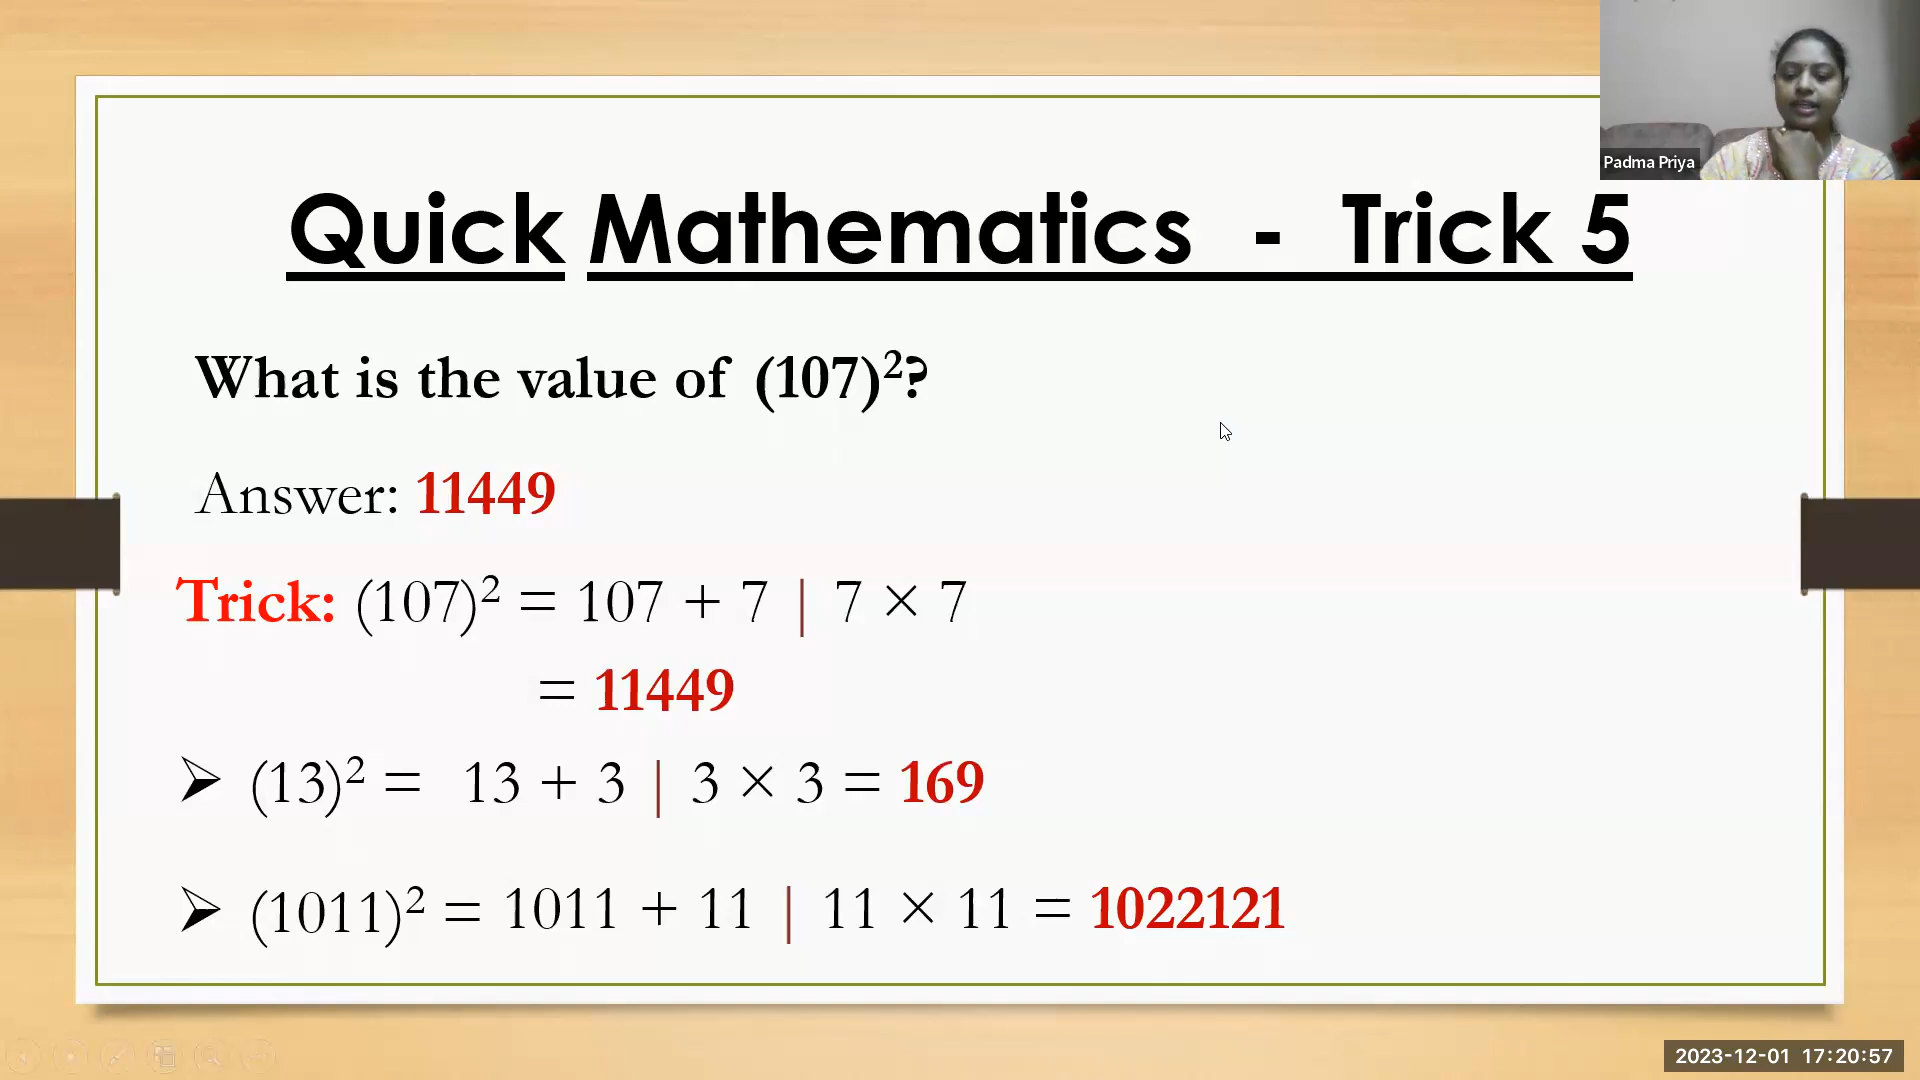 Padma Priya
Quick Mathematics - Trick 5
What is the value of (107)²?
Answer: 11449
Trick: (107)² = 107 + 7 | 7 × 7
= 11449
➢ (13)² = 13 + 3 | 3 × 3 = 169
➢ (1011)² = 1011 + 11 | 11 × 11 = 1022121
2023-12-01 17:20:57